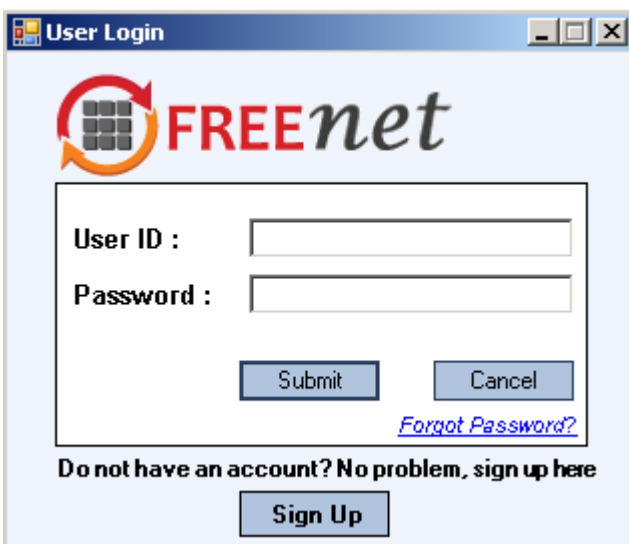 User Login
FREEnet
User ID :
Password :
Submit Cancel
Forgot Password?
Do not have an account? No problem, sign up here
Sign Up